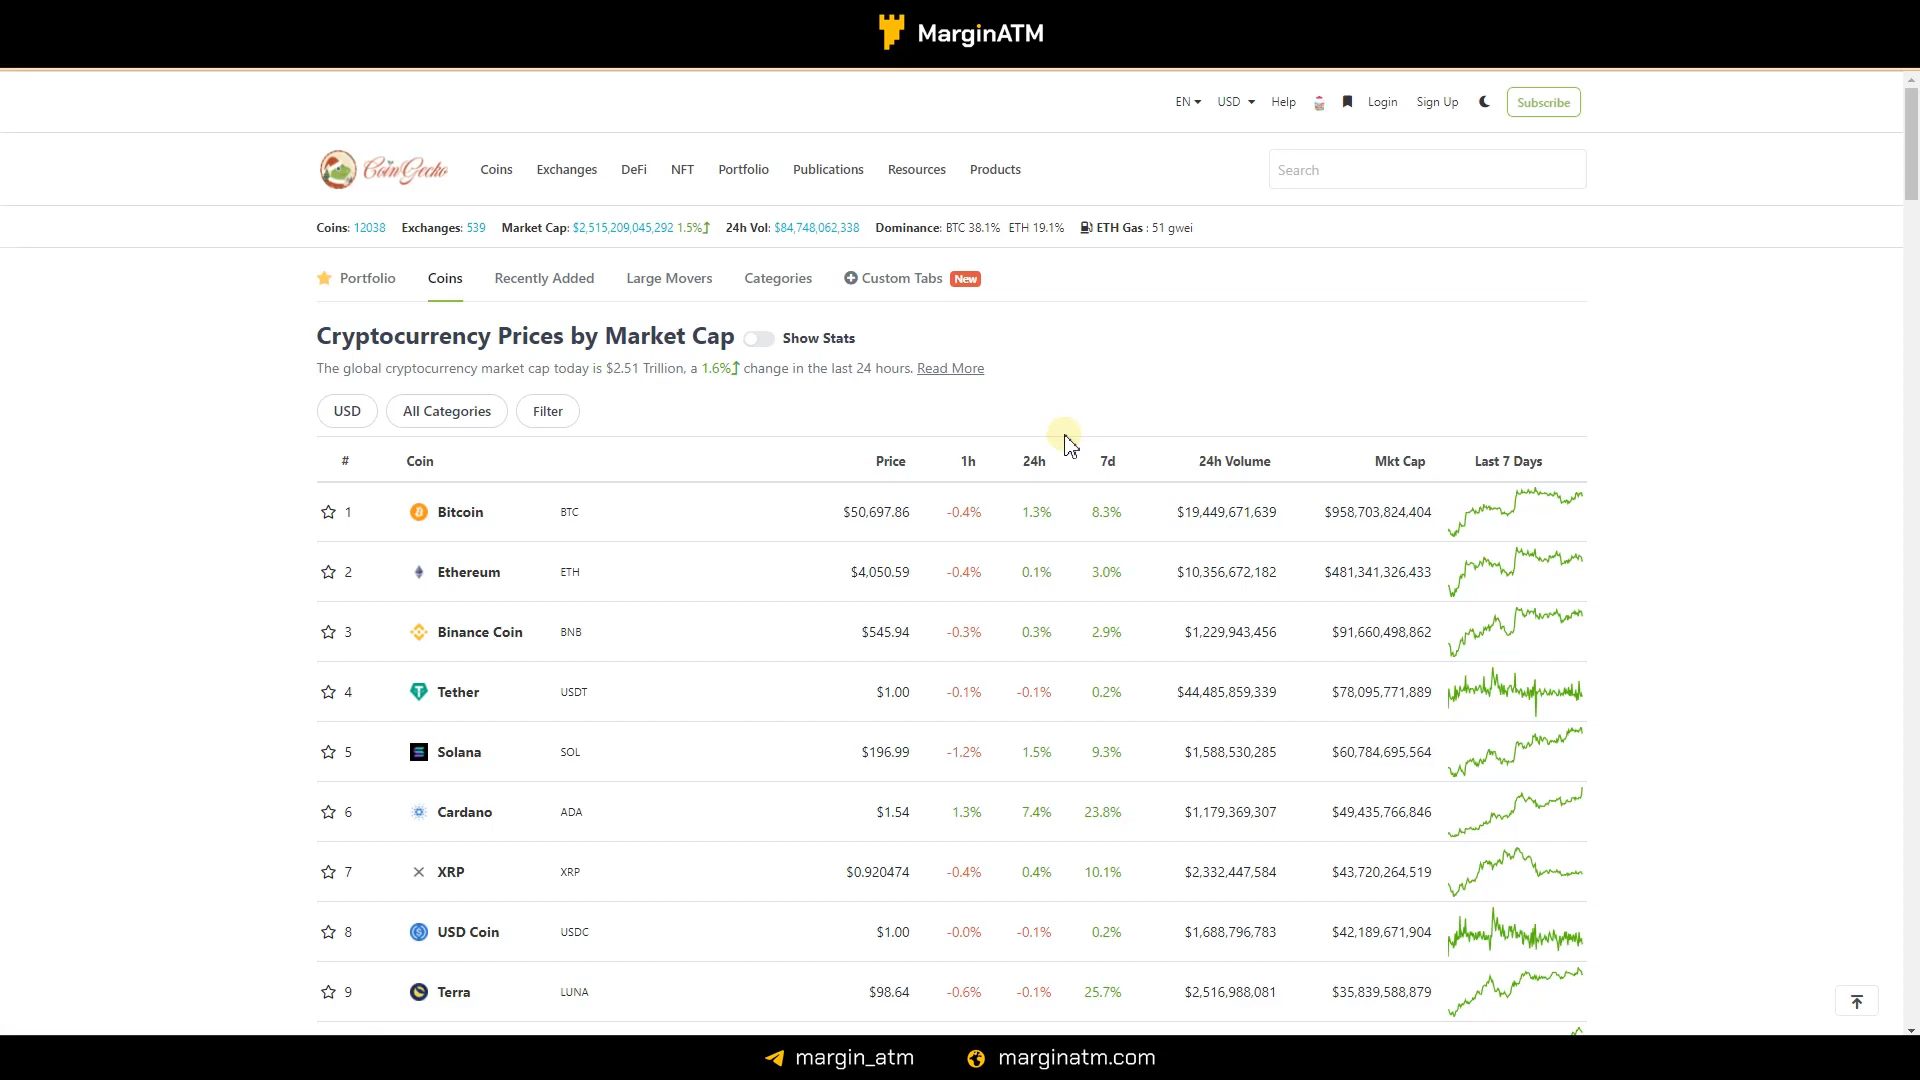 MarginATM
EN USD Help Login Sign Up Subscribe
CoinGecko Coins Exchanges DeFi NFT Portfolio Publications Resources Products Search
Coins: 12038 Exchanges: 539 Market Cap: $2,515,209,045,292 1.5% 24h Vol: $84,748,062,338 Dominance: BTC 38.1% ETH 19.1% ETH Gas : 51 gwei
Portfolio Coins Recently Added Large Movers Categories Custom Tabs New
Cryptocurrency Prices by Market Cap Show Stats
The global cryptocurrency market cap today is $2.51 Trillion, a 1.6% change in the last 24 hours. Read More
USD All Categories Filter
# Coin Price 1h 24h 7d 24h Volume Mkt Cap Last 7 Days
1 Bitcoin BTC $50,697.86 -0.4% 1.3% 8.3% $19,449,671,639 $958,703,824,404
2 Ethereum ETH $4,050.59 -0.4% 0.1% 3.0% $10,356,672,182 $481,341,326,433
3 Binance Coin BNB $545.94 -0.3% 0.3% 2.9% $1,229,943,456 $91,660,498,862
4 Tether USDT $1.00 -0.1% -0.1% 0.2% $44,485,859,339 $78,095,771,889
5 Solana SOL $196.99 -1.2% 1.5% 9.3% $1,588,530,285 $60,784,695,564
6 Cardano ADA $1.54 1.3% 7.4% 23.8% $1,179,369,307 $49,435,766,846
7 XRP XRP $0.920474 -0.4% 0.4% 10.1% $2,332,447,584 $43,720,264,519
8 USD Coin USDC $1.00 -0.0% -0.1% 0.2% $1,688,796,783 $42,189,671,904
9 Terra LUNA $98.64 -0.6% -0.1% 25.7% $2,516,988,081 $35,839,588,879
margin_atm marginatm.com